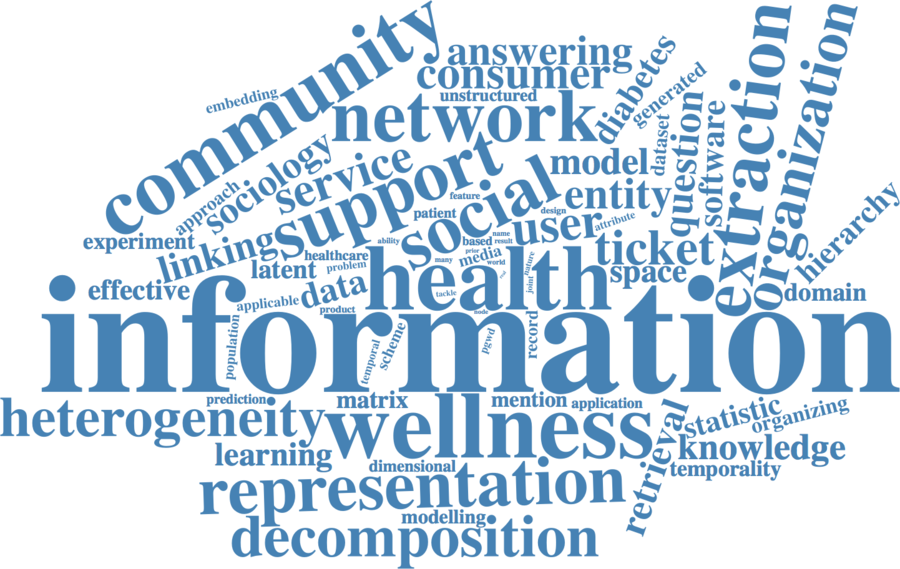 community
answering
consumer
embedding
unstructured
network
diabetes
generated
dataset
question
software
extraction
organization
hierarchy
approach
sociology
service
support
social
model
entity
feature
patient
design
attribute
user
experiment
linking
ability
based
name
result
ticket
healthcare
many
prior
media
world
nature
latent
problem
health
space
effective
data
tackle
real
joint
domain
applicable
product
node
information
population
temporal
scheme
pgwd
record
prediction
matrix
mention
application
heterogeneity
wellness
retrieval
statistic
organizing
learning
knowledge
dimensional
temporality
representation
modelling
decomposition